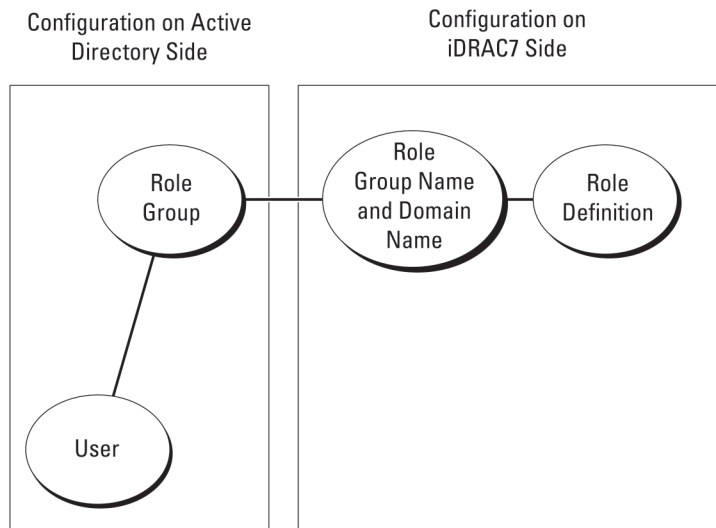 Configuration on Active
Directory Side
Configuration on
iDRAC7 Side
Role
Group
Role
Group Name
and Domain
Name
Role
Definition
User